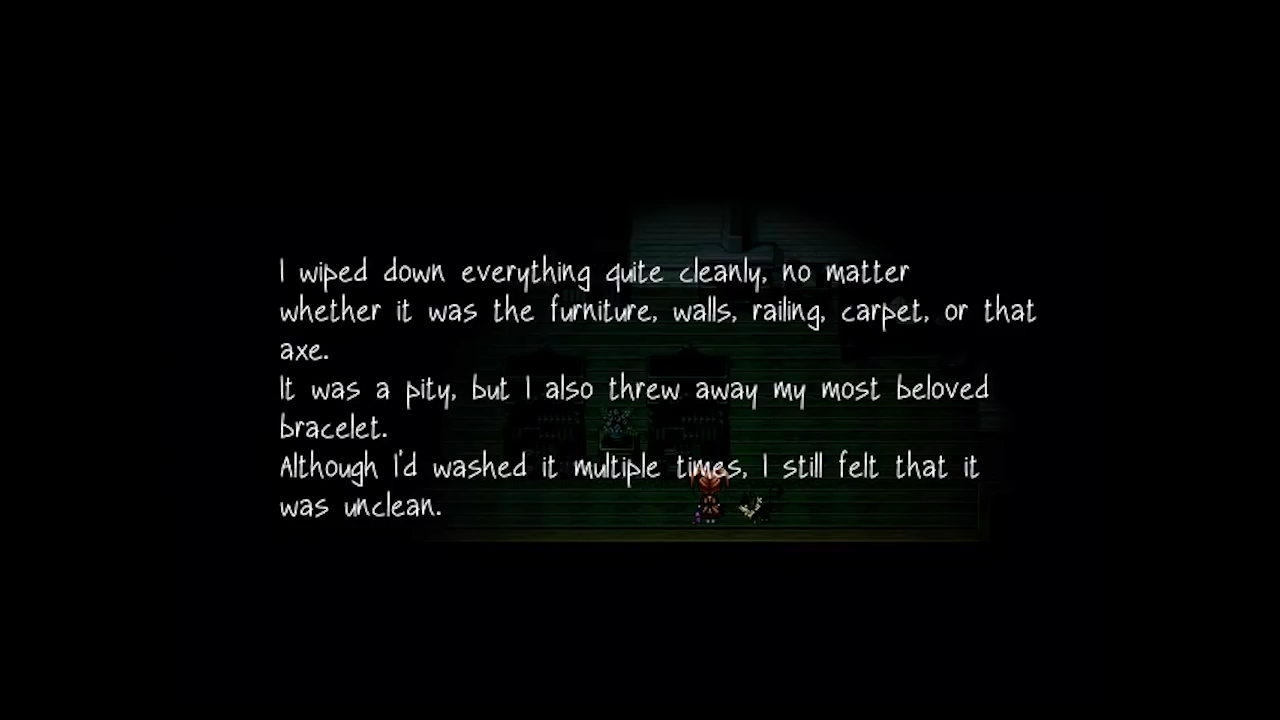 I wiped down everything quite cleanly, no matter
whether it was the furniture, walls, railing, carpet, or that
axe.
It was a pity, but I also threw away my most beloved
bracelet.
Although I'd washed it multiple times, I still felt that it
was unclean.